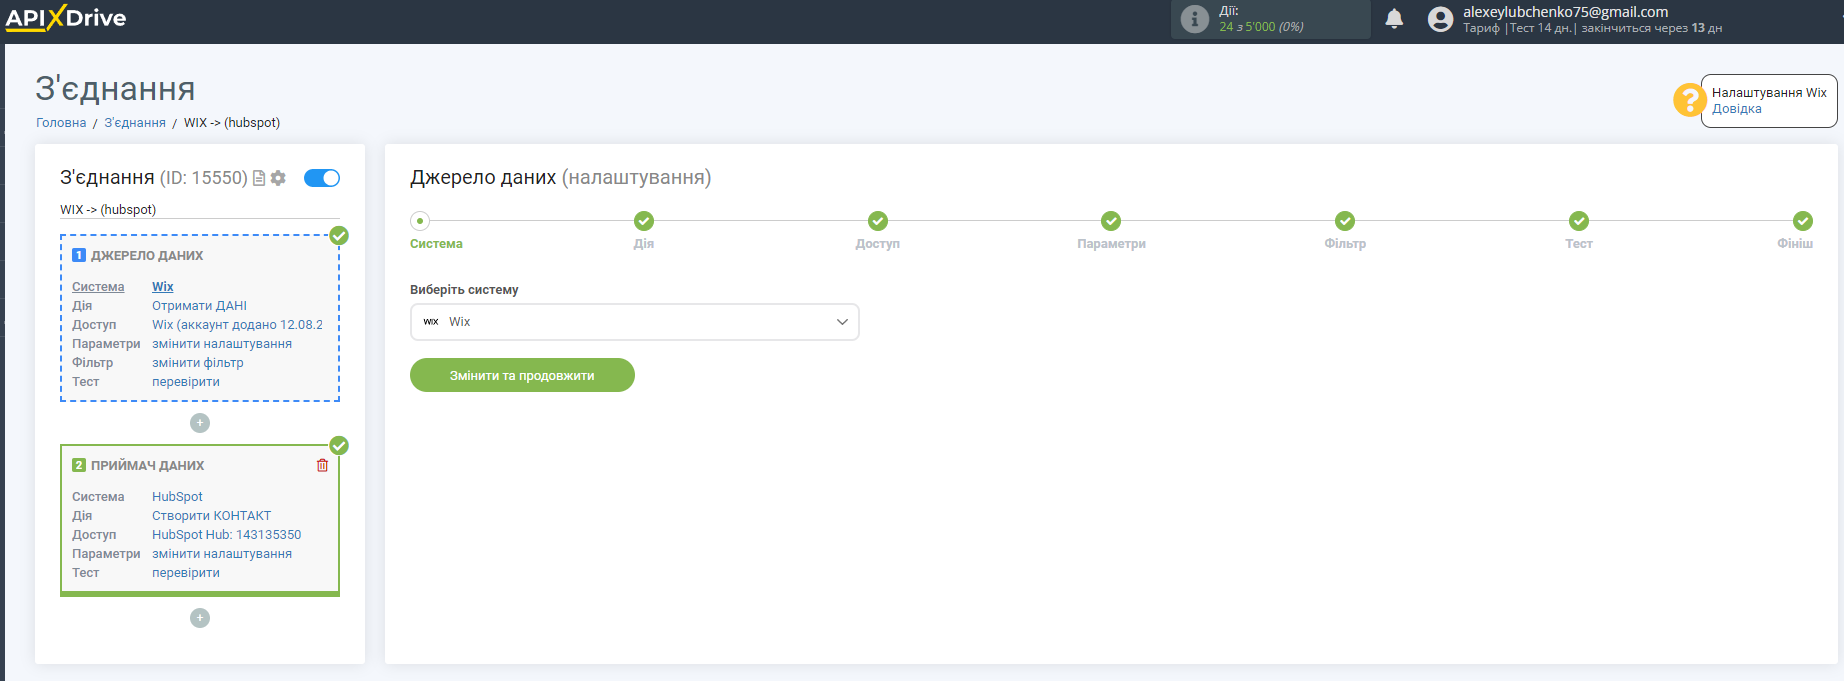 APIXDrive
Дії:
24 з 5'000 (0%)
alexeylubchenko75@gmail.com
Тариф |Тест 14 дн.| закінчиться через 13 дн
З'єднання
Головна / З'єднання / WIX -> (hubspot)
Налаштування Wix
Довідка
З'єднання (ID: 15550)
WIX -> (hubspot)
1 ДЖЕРЕЛО ДАНИХ
Система Wix
Дія Отримати ДАНІ
Доступ Wix (аккаунт додано 12.08.2
Параметри змінити налаштування
Фільтр змінити фільтр
Тест перевірити
2 ПРИЙМАЧ ДАНИХ
Система HubSpot
Дія Створити КОНТАКТ
Доступ HubSpot Hub: 143135350
Параметри змінити налаштування
Тест перевірити
Джерело даних (налаштування)
Система Дія Доступ Параметри Фільтр Тест Фініш
Виберіть систему
WIX Wix
Змінити та продовжити